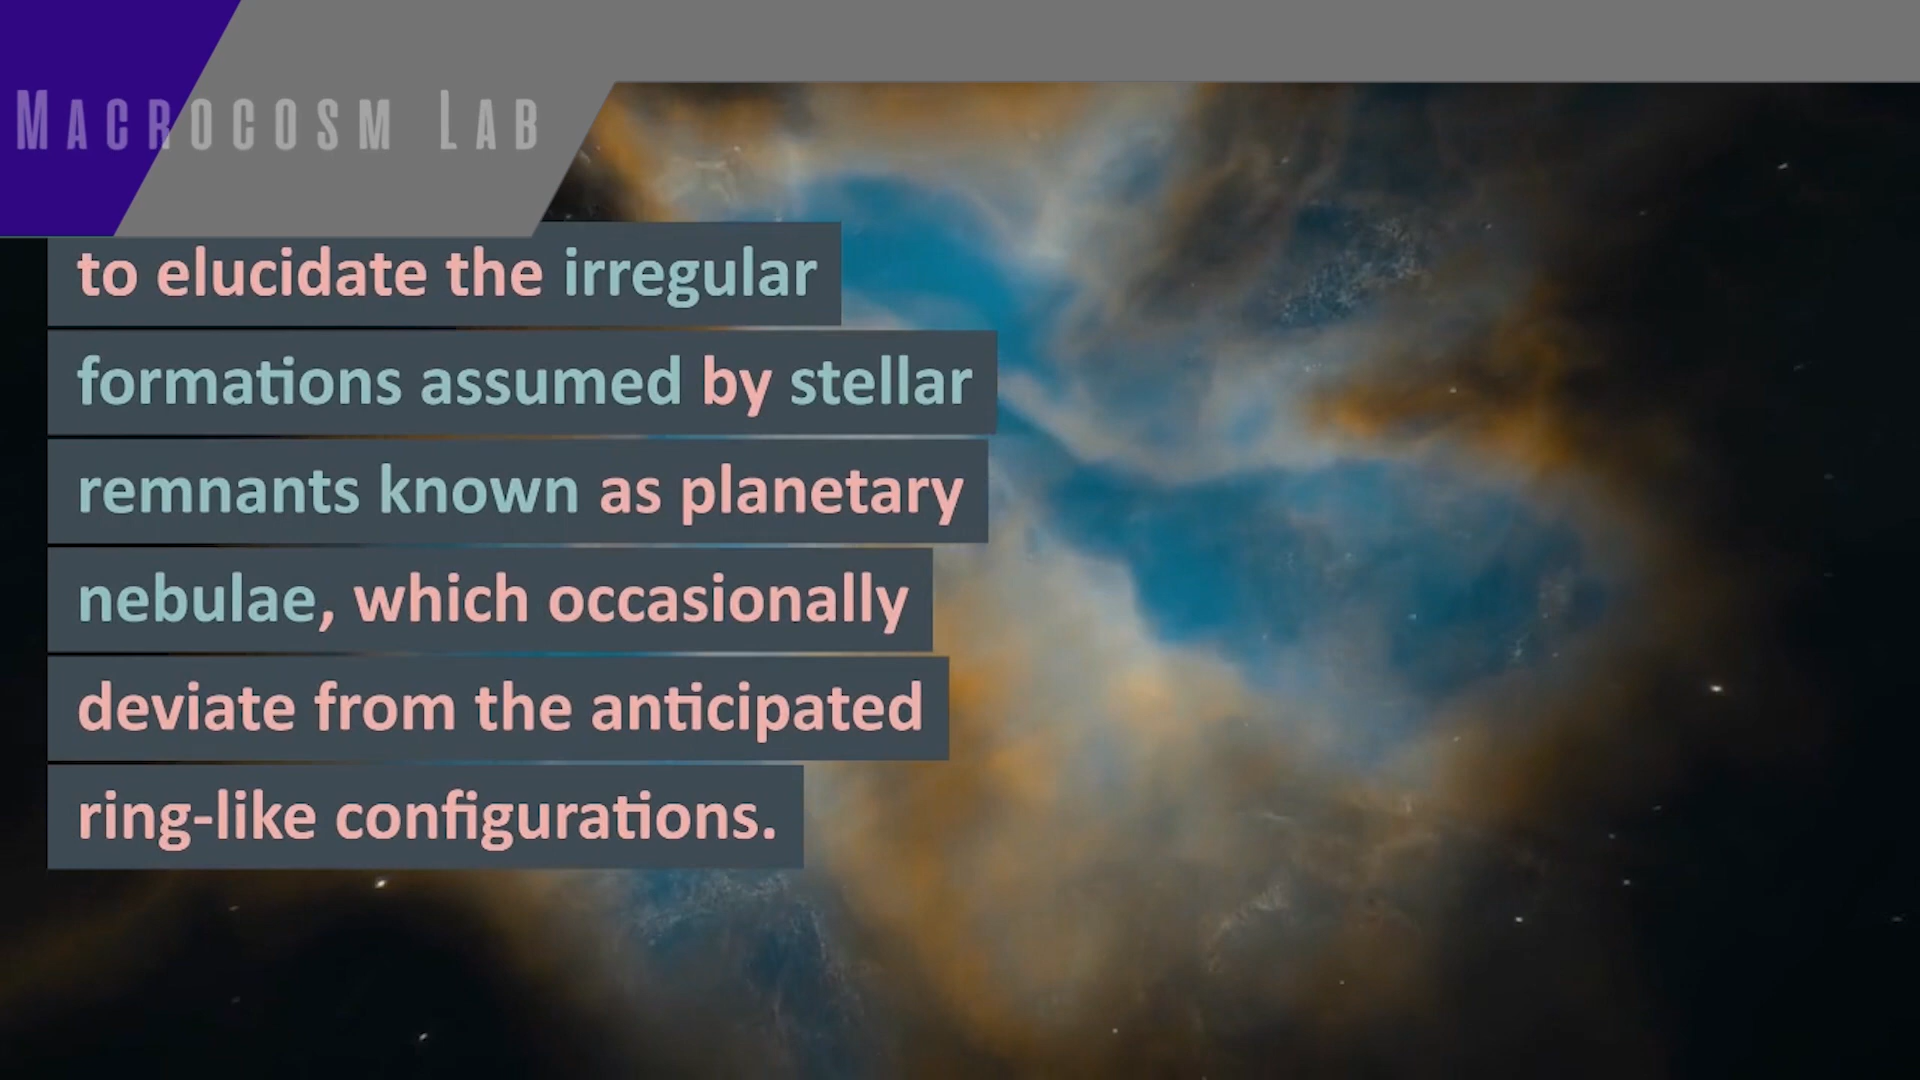 MACROCOSM LAB
to elucidate the irregular
formations assumed by stellar
remnants known as planetary
nebulae, which occasionally
deviate from the anticipated
ring-like configurations.